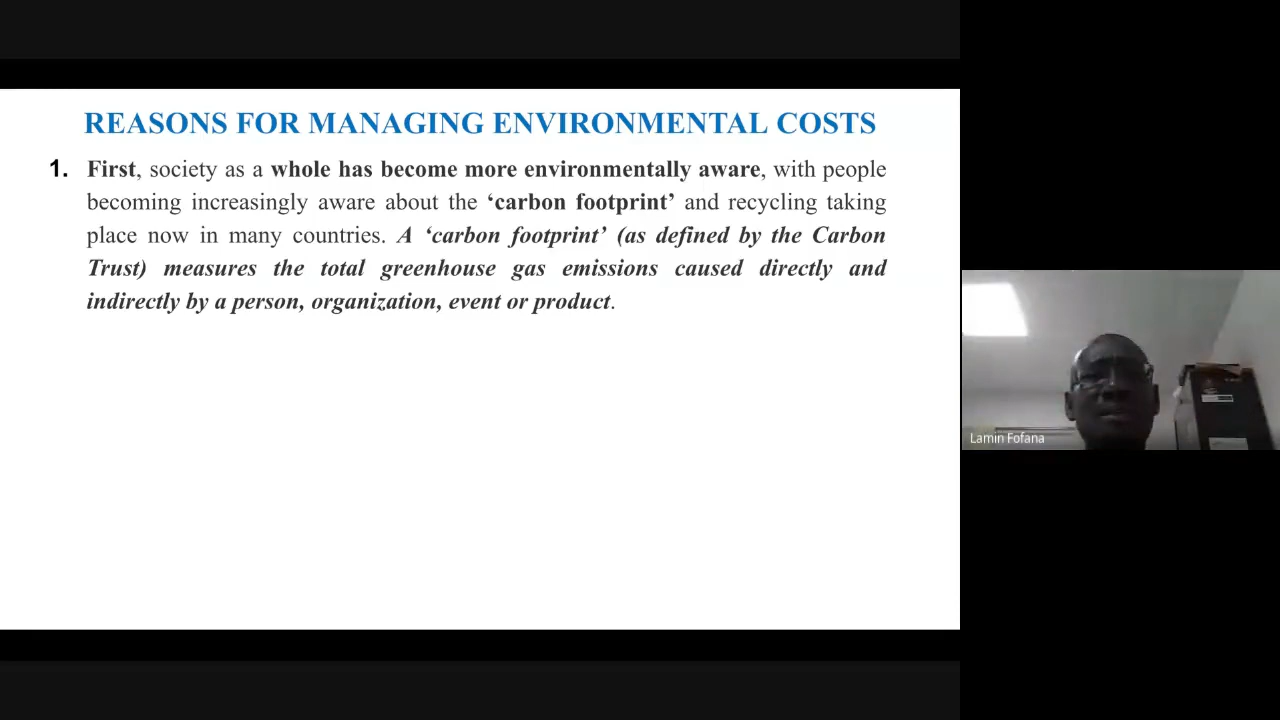 REASONS FOR MANAGING ENVIRONMENTAL COSTS
1. First, society as a whole has become more environmentally aware, with people
becoming increasingly aware about the ‘carbon footprint’ and recycling taking
place now in many countries. A ‘carbon footprint’ (as defined by the Carbon
Trust) measures the total greenhouse gas emissions caused directly and
indirectly by a person, organization, event or product.
Lamin Fofana